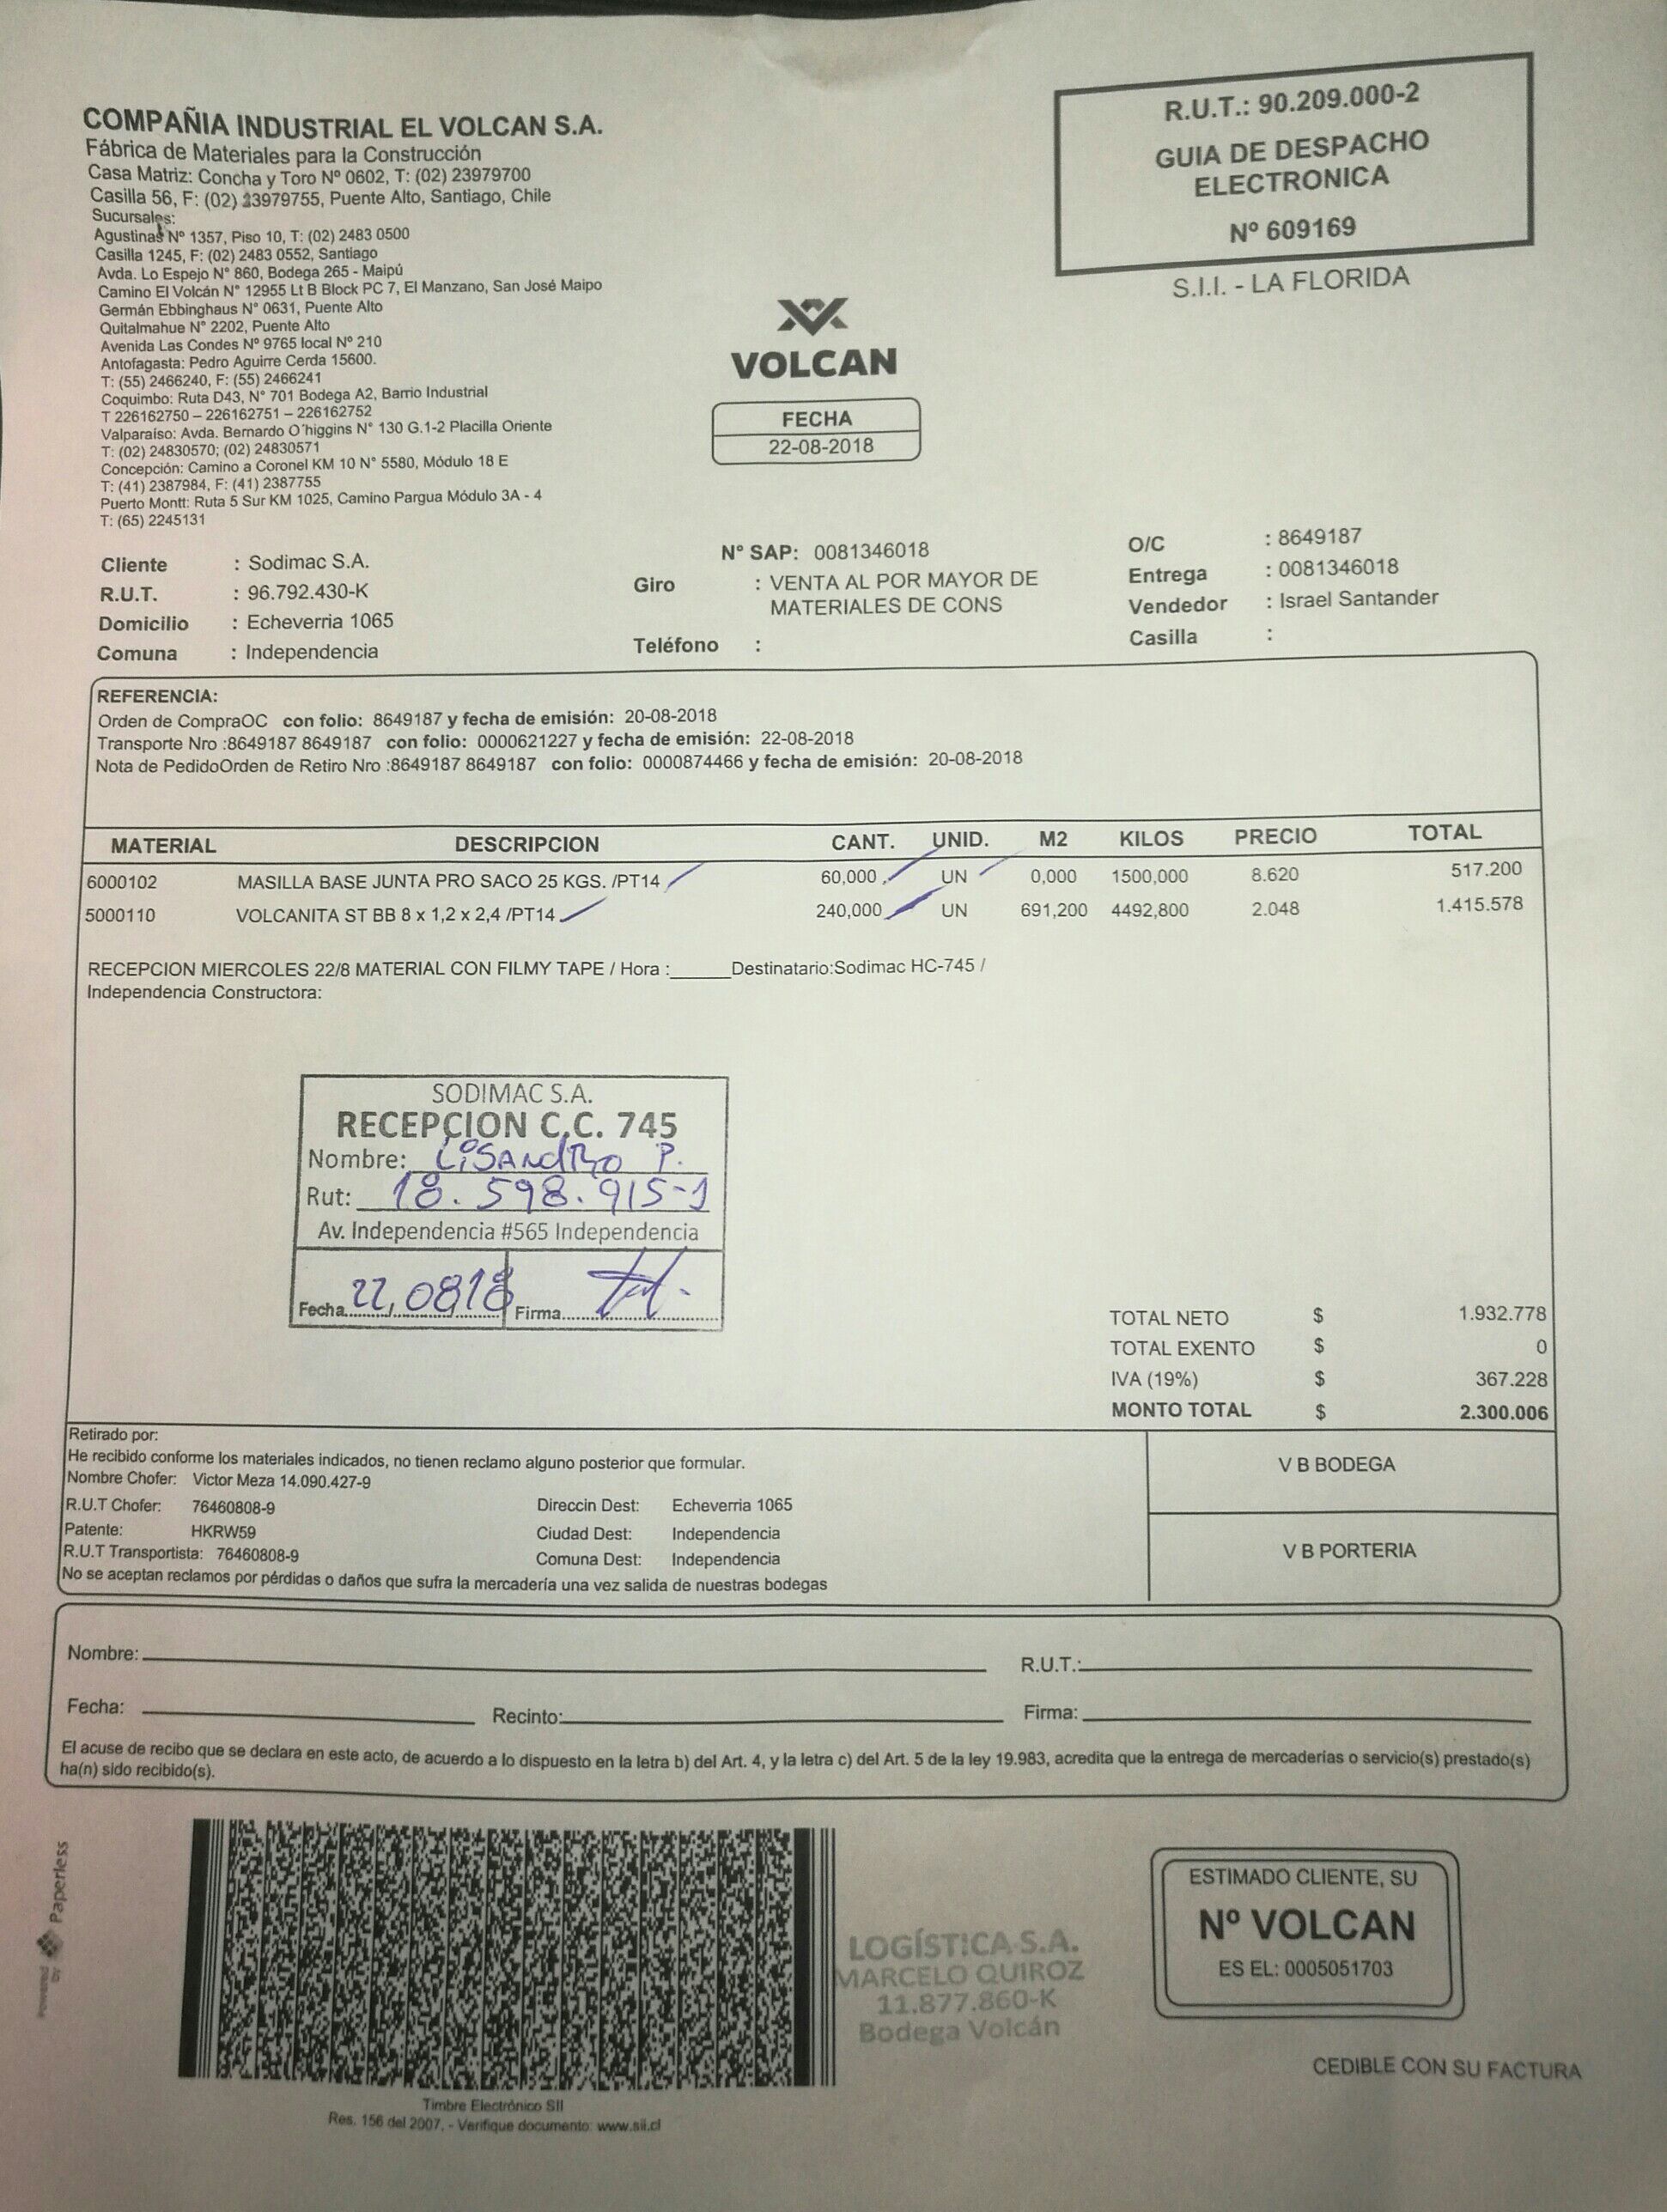 COMPAÑIA INDUSTRIAL EL VOLCAN S.A.
Fábrica de Materiales para la Construcción
Casa Matriz: Concha y Toro Nº 0602, T: (02) 23979700
Casilla 56, F: (02) 23979755, Puente Alto, Santiago, Chile
Sucursales:
Agustinas Nº 1357, Piso 10, T: (02) 2483 0500
Casilla 1245, F: (02) 2483 0552, Santiago
Avda. Lo Espejo N° 860, Bodega 265 - Maipú
Camino El Volcán N° 12955 Lt B Block PC 7, El Manzano, San José Maipo
Germán Ebbinghaus N° 0631, Puente Alto
Quitalmahue N° 2202, Puente Alto
Avenida Las Condes Nº 9765 local Nº 210
Antofagasta: Pedro Aguirre Cerda 15600.
T: (55) 2466240, F: (55) 2466241
Coquimbo: Ruta D43, N° 701 Bodega A2, Barrio Industrial
T 226162750 – 226162751 – 226162752
Valparaíso: Avda. Bernardo O´higgins N° 130 G.1-2 Placilla Oriente
T: (02) 24830570; (02) 24830571
Concepción: Camino a Coronel KM 10 N° 5580, Módulo 18 E
T: (41) 2387984, F: (41) 2387755
Puerto Montt: Ruta 5 Sur KM 1025, Camino Pargua Módulo 3A - 4
T: (65) 2245131
R.U.T.: 90.209.000-2
GUIA DE DESPACHO
ELECTRONICA
Nº 609169
S.I.I. - LA FLORIDA
VOLCAN
FECHA
22-08-2018
Cliente : Sodimac S.A.
R.U.T. : 96.792.430-K
Domicilio : Echeverria 1065
Comuna : Independencia
N° SAP: 0081346018
Giro : VENTA AL POR MAYOR DE
MATERIALES DE CONS
Teléfono :
O/C : 8649187
Entrega : 0081346018
Vendedor : Israel Santander
Casilla :
REFERENCIA:
Orden de CompraOC con folio: 8649187 y fecha de emisión: 20-08-2018
Transporte Nro :8649187 8649187 con folio: 0000621227 y fecha de emisión: 22-08-2018
Nota de PedidoOrden de Retiro Nro :8649187 8649187 con folio: 0000874466 y fecha de emisión: 20-08-2018
MATERIAL DESCRIPCION CANT. UNID. M2 KILOS PRECIO TOTAL
6000102 MASILLA BASE JUNTA PRO SACO 25 KGS. /PT14 60,000 UN 0,000 1500,000 8.620 517.200
5000110 VOLCANITA ST BB 8 x 1,2 x 2,4 /PT14 240,000 UN 691,200 4492,800 2.048 1.415.578
RECEPCION MIERCOLES 22/8 MATERIAL CON FILMY TAPE / Hora :______Destinatario:Sodimac HC-745 /
Independencia Constructora:
SODIMAC S.A.
RECEPCION C.C. 745
Nombre: LiSANdRo P.
Rut: 18.598.915-1
Av. Independencia #565 Independencia
Fecha 22,0818 Firma
TOTAL NETO $ 1.932.778
TOTAL EXENTO $ 0
IVA (19%) $ 367.228
MONTO TOTAL $ 2.300.006
Retirado por:
He recibido conforme los materiales indicados, no tienen reclamo alguno posterior que formular.
Nombre Chofer: Victor Meza 14.090.427-9
R.U.T Chofer: 76460808-9 Direccin Dest: Echeverria 1065
Patente: HKRW59 Ciudad Dest: Independencia
R.U.T Transportista: 76460808-9 Comuna Dest: Independencia
No se aceptan reclamos por pérdidas o daños que sufra la mercadería una vez salida de nuestras bodegas
V B BODEGA
V B PORTERIA
Nombre: R.U.T.:
Fecha: Recinto: Firma:
El acuse de recibo que se declara en este acto, de acuerdo a lo dispuesto en la letra b) del Art. 4, y la letra c) del Art. 5 de la ley 19.983, acredita que la entrega de mercaderías o servicio(s) prestado(s)
ha(n) sido recibido(s).
Powered by Paperless
LOGÍSTICA S.A.
MARCELO QUIROZ
11.877.860-K
Bodega Volcán
ESTIMADO CLIENTE, SU
Nº VOLCAN
ES EL: 0005051703
CEDIBLE CON SU FACTURA
Timbre Electrónico SII
Res. 156 del 2007. - Verifique documento: www.sii.cl